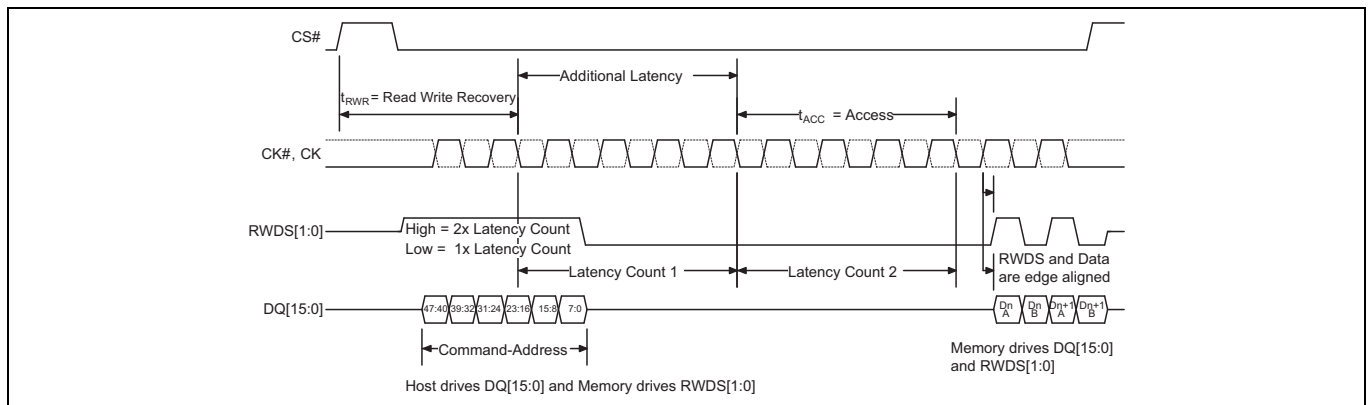 CS#
Additional Latency
tRWR = Read Write Recovery
tACC = Access
CK#, CK
RWDS[1:0]
High = 2x Latency Count
Low = 1x Latency Count
Latency Count 1
Latency Count 2
RWDS and Data
are edge aligned
DQ[15:0]
47:40 39:32 31:24 23:16 15:8 7:0
Dn A Dn B Dn+1 A Dn+1 B
Command-Address
Memory drives DQ[15:0]
and RWDS[1:0]
Host drives DQ[15:0] and Memory drives RWDS[1:0]